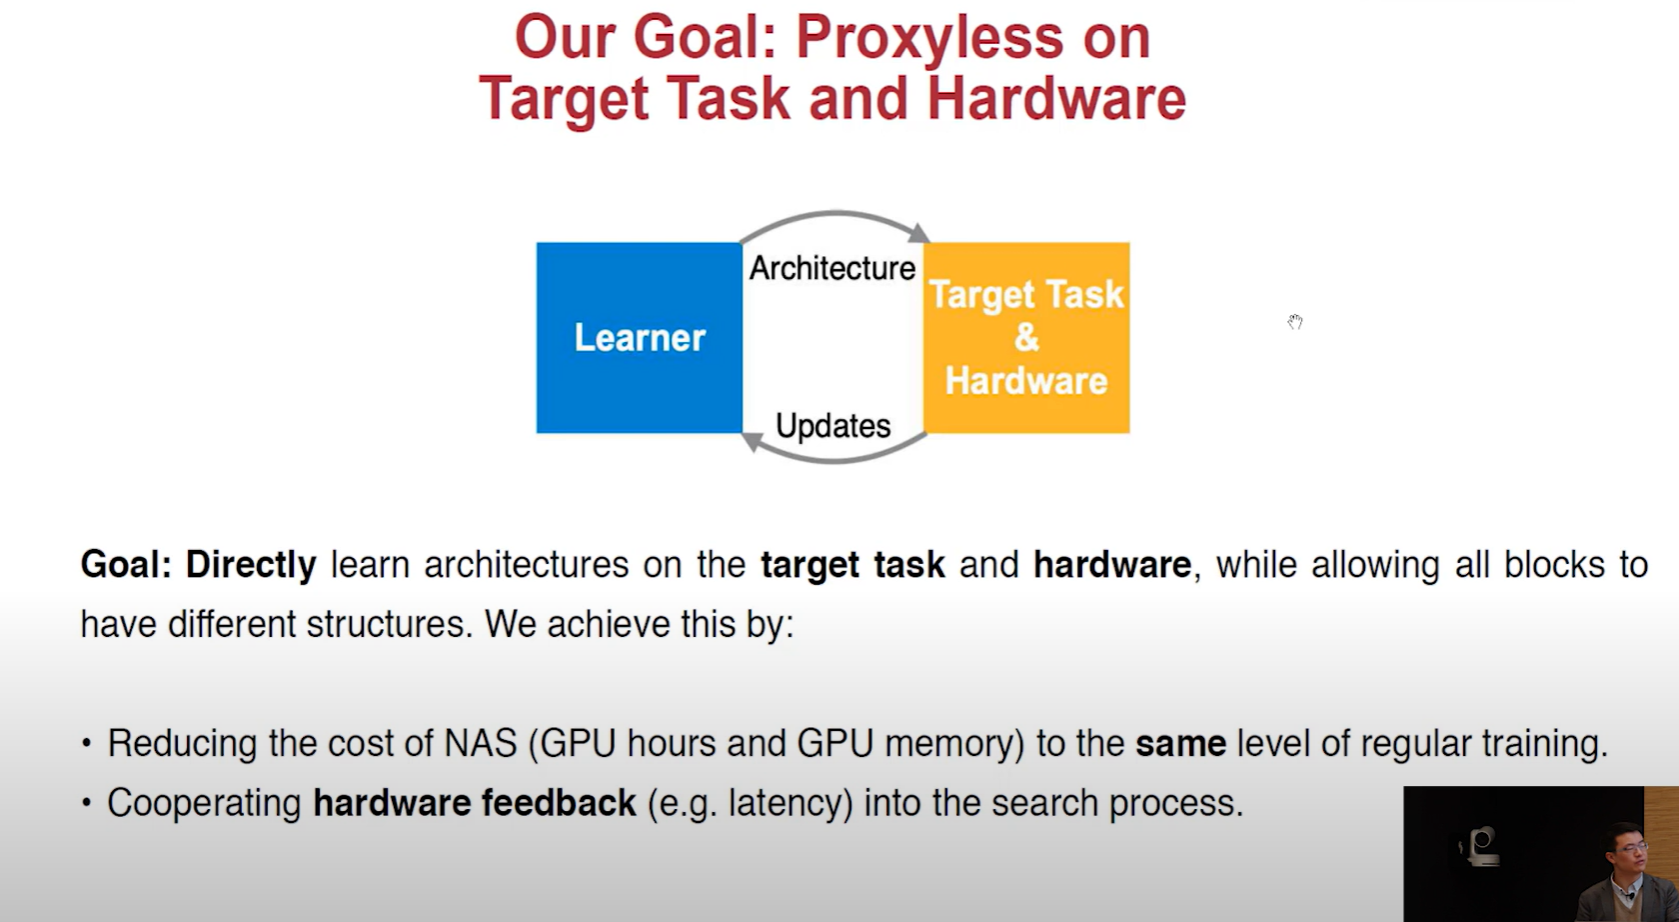 Our Goal: Proxyless on
Target Task and Hardware
Learner
Architecture
Updates
Target Task
&
Hardware
Goal: Directly learn architectures on the target task and hardware, while allowing all blocks to
have different structures. We achieve this by:
• Reducing the cost of NAS (GPU hours and GPU memory) to the same level of regular training.
• Cooperating hardware feedback (e.g. latency) into the search process.